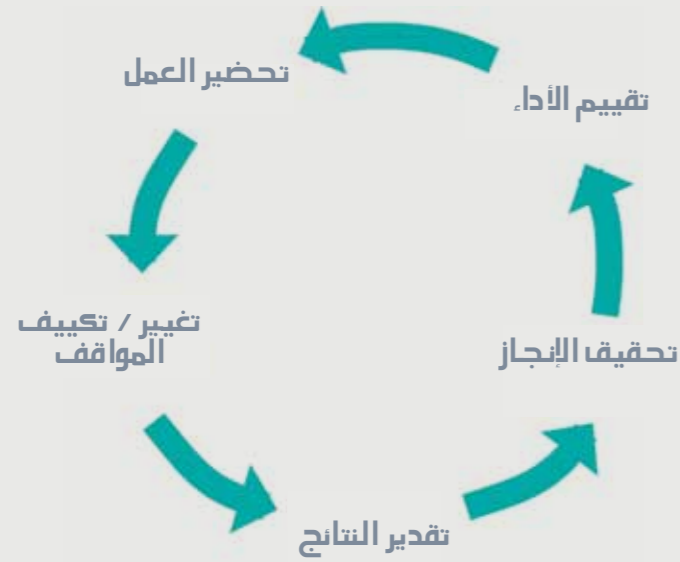 تحضير العمل
تقييم الأداء
تغيير / تكييف
المواقف
تحقيق الإنجاز
تقدير النتائج